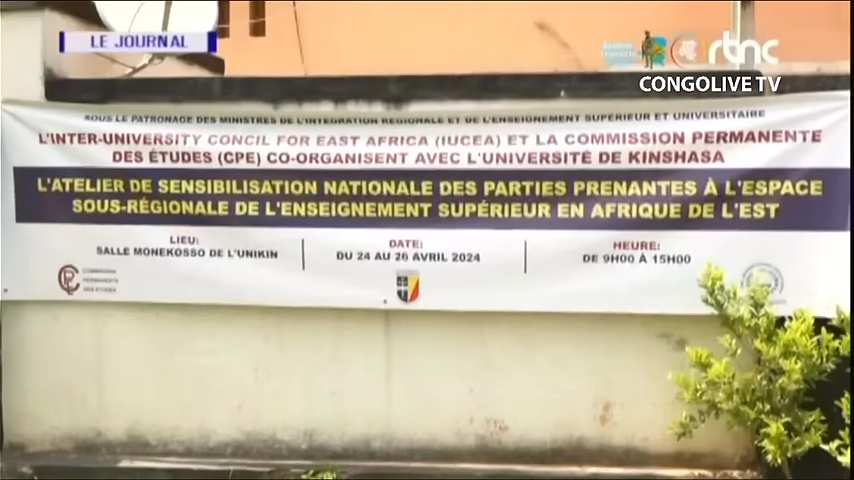 LE JOURNAL
rtnc
CONGOLIVE TV
SOUS LE PATRONAGE DES MINISTRES DE L'INTEGRATION REGIONALE ET DE L'ENSEIGNEMENT SUPERIEUR ET UNIVERSITAIRE
L'INTER-UNIVERSITY CONCIL FOR EAST AFRICA (IUCEA) ET LA COMMISSION PERMANENTE
DES ÉTUDES (CPE) CO-ORGANISENT AVEC L'UNIVERSITÉ DE KINSHASA
L'ATELIER DE SENSIBILISATION NATIONALE DES PARTIES PRENANTES À L'ESPACE
SOUS-RÉGIONALE DE L'ENSEIGNEMENT SUPÉRIEUR EN AFRIQUE DE L'EST
LIEU:
SALLE MONEKOSSO DE L'UNIKIN
DATE:
DU 24 AU 26 AVRIL 2024
HEURE:
DE 9H00 À 15H00
COMMISSION
PERMANENTE
DES ÉTUDES